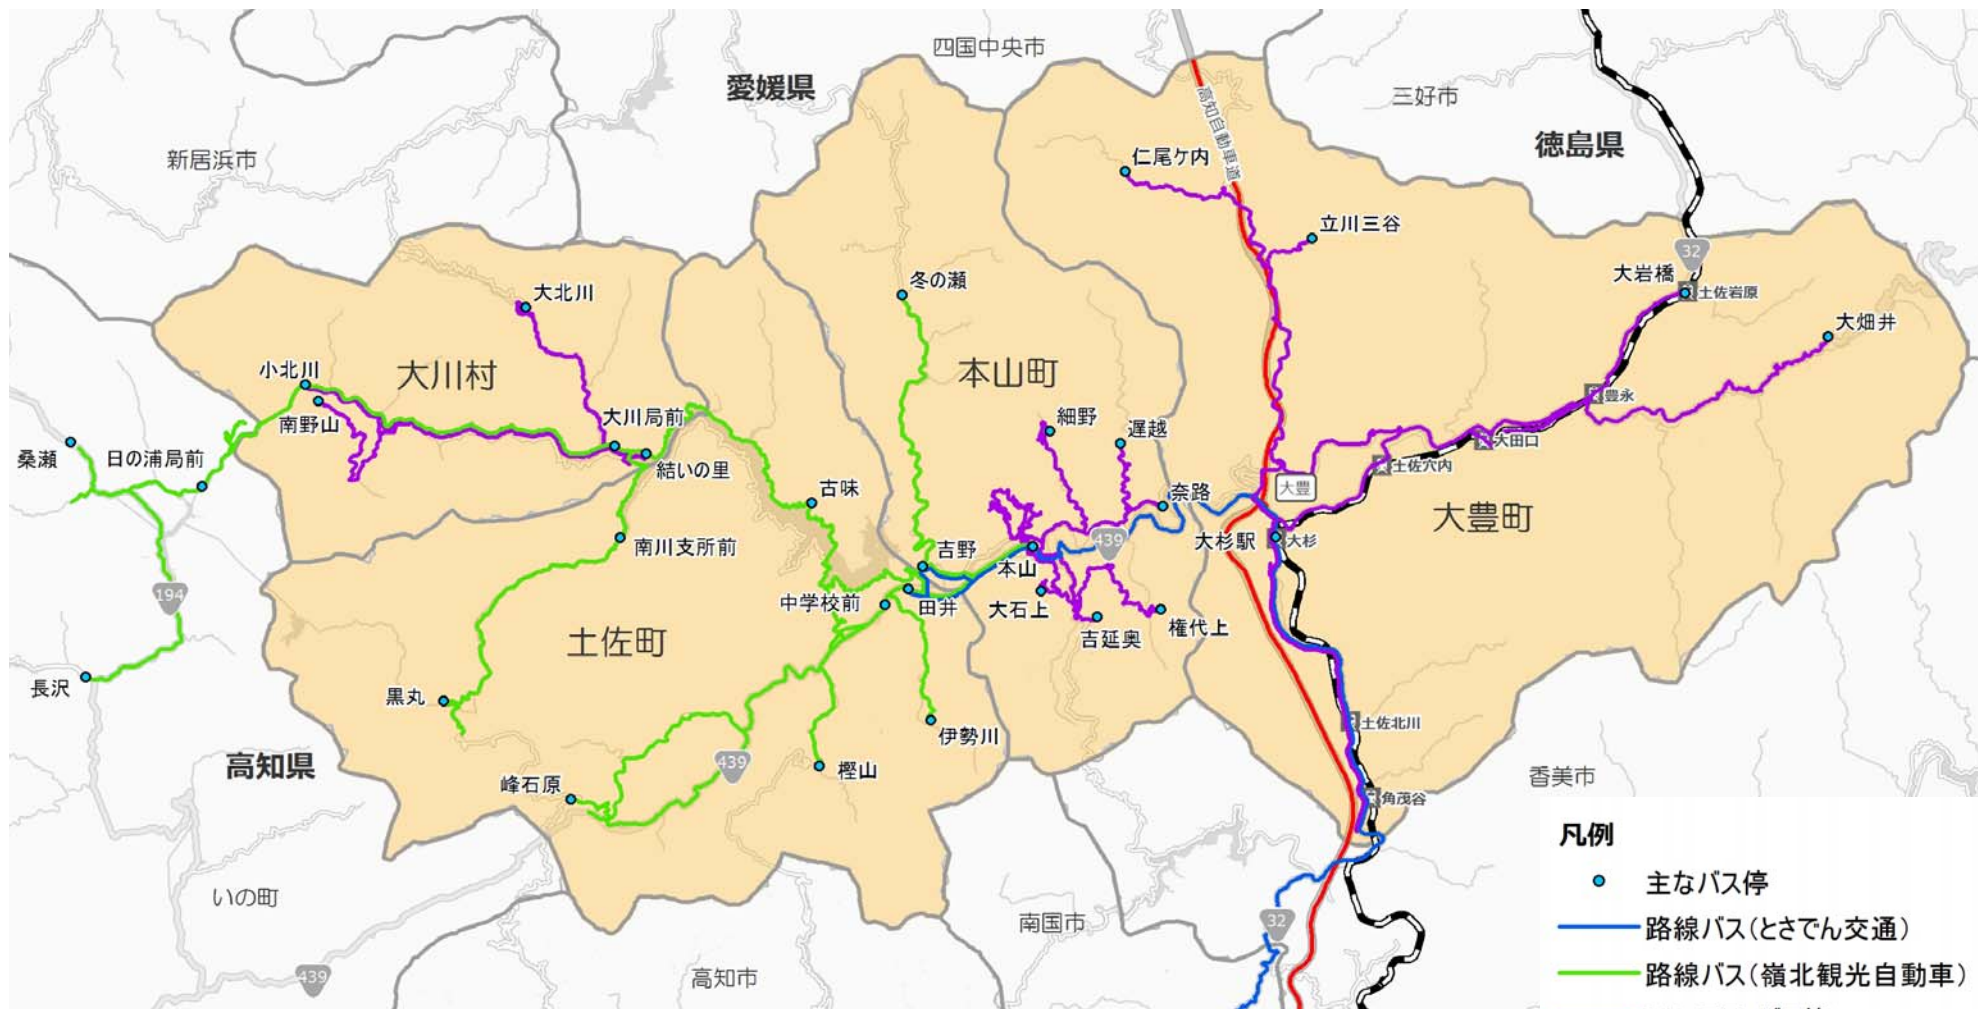 四国中央市
愛媛県
三好市
高知自動車道
徳島県
新居浜市
仁尾ケ内
立川三谷
32
大岩橋
土佐岩原
大北川
冬の瀬
大畑井
小北川
大川村
本山町
豊永
南野山
大川局前
細野
遅越
大田口
桑瀬
日の浦局前
結いの里
土佐穴内
古味
奈路
大豊
大豊町
南川支所前
吉野
439
大杉駅
大杉
本山
194
中学校前
田井
大石上
吉延奥
権代上
土佐町
長沢
黒丸
土佐北川
伊勢川
高知県
439
樫山
峰石原
角茂谷
香美市
凡例
主なバス停
いの町
南国市
32
路線バス(とさでん交通)
高知市
439
路線バス(嶺北観光自動車)